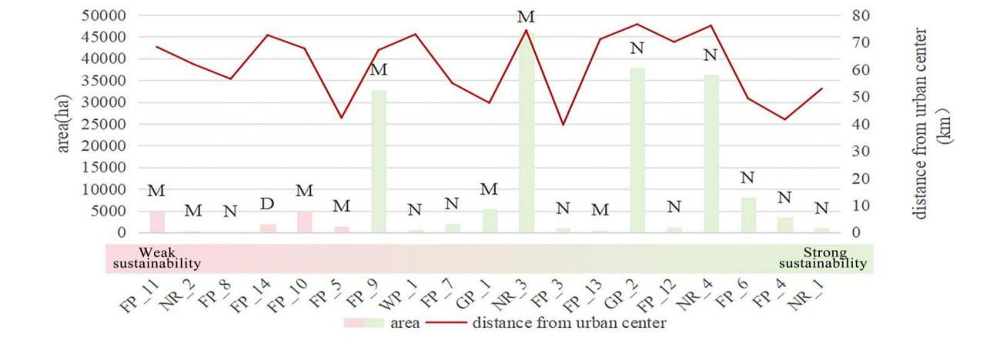 50000
45000
40000
35000
30000
25000
20000
15000
10000
5000
0
area(ha)
80
70
60
50
40
30
20
10
0
distance from urban center
(km)
M
M
N
D
M
M
M
N
N
M
M
N
M
N
N
N
N
N
N
Weak
sustainability
Strong
sustainability
FP_11
NR_2
FP_8
FP_14
FP_10
FP_5
FP_9
WP_1
FP_7
GP_1
NR_3
FP_3
FP_13
GP_2
FP_12
NR_4
FP_6
FP_4
NR_1
area
distance from urban center